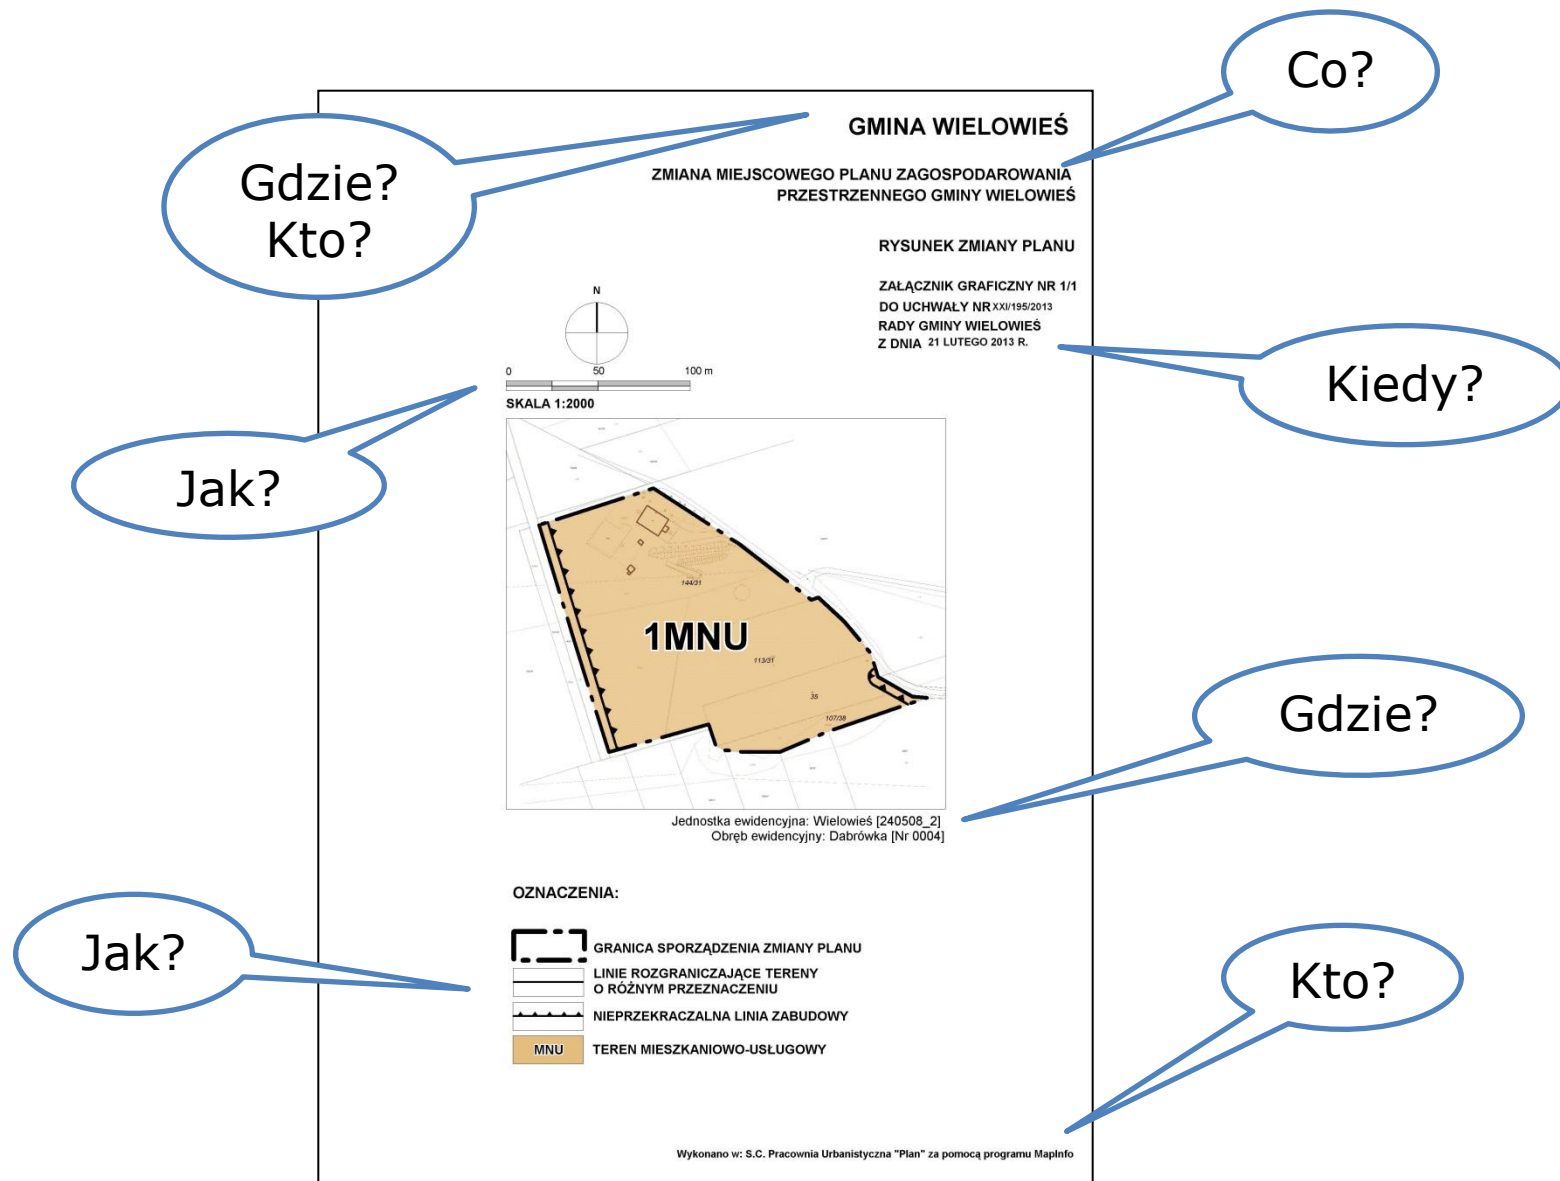 Co?
GMINA WIELOWIEŚ
Gdzie?
Kto?
ZMIANA MIEJSCOWEGO PLANU ZAGOSPODAROWANIA
PRZESTRZENNEGO GMINY WIELOWIEŚ
RYSUNEK ZMIANY PLANU
ZAŁĄCZNIK GRAFICZNY NR 1/1
DO UCHWAŁY NR XXI/195/2013
RADY GMINY WIELOWIEŚ
Z DNIA 21 LUTEGO 2013 R.
Kiedy?
N
0 50 100 m
SKALA 1:2000
Jak?
144/31
1MNU
113/31
35
107/38
Gdzie?
Jednostka ewidencyjna: Wielowieś [240508_2]
Obręb ewidencyjny: Dabrówka [Nr 0004]
OZNACZENIA:
Jak?
GRANICA SPORZĄDZENIA ZMIANY PLANU
LINIE ROZGRANICZAJĄCE TERENY
O RÓŻNYM PRZEZNACZENIU
NIEPRZEKRACZALNA LINIA ZABUDOWY
MNU TEREN MIESZKANIOWO-USŁUGOWY
Kto?
Wykonano w: S.C. Pracownia Urbanistyczna "Plan" za pomocą programu MapInfo